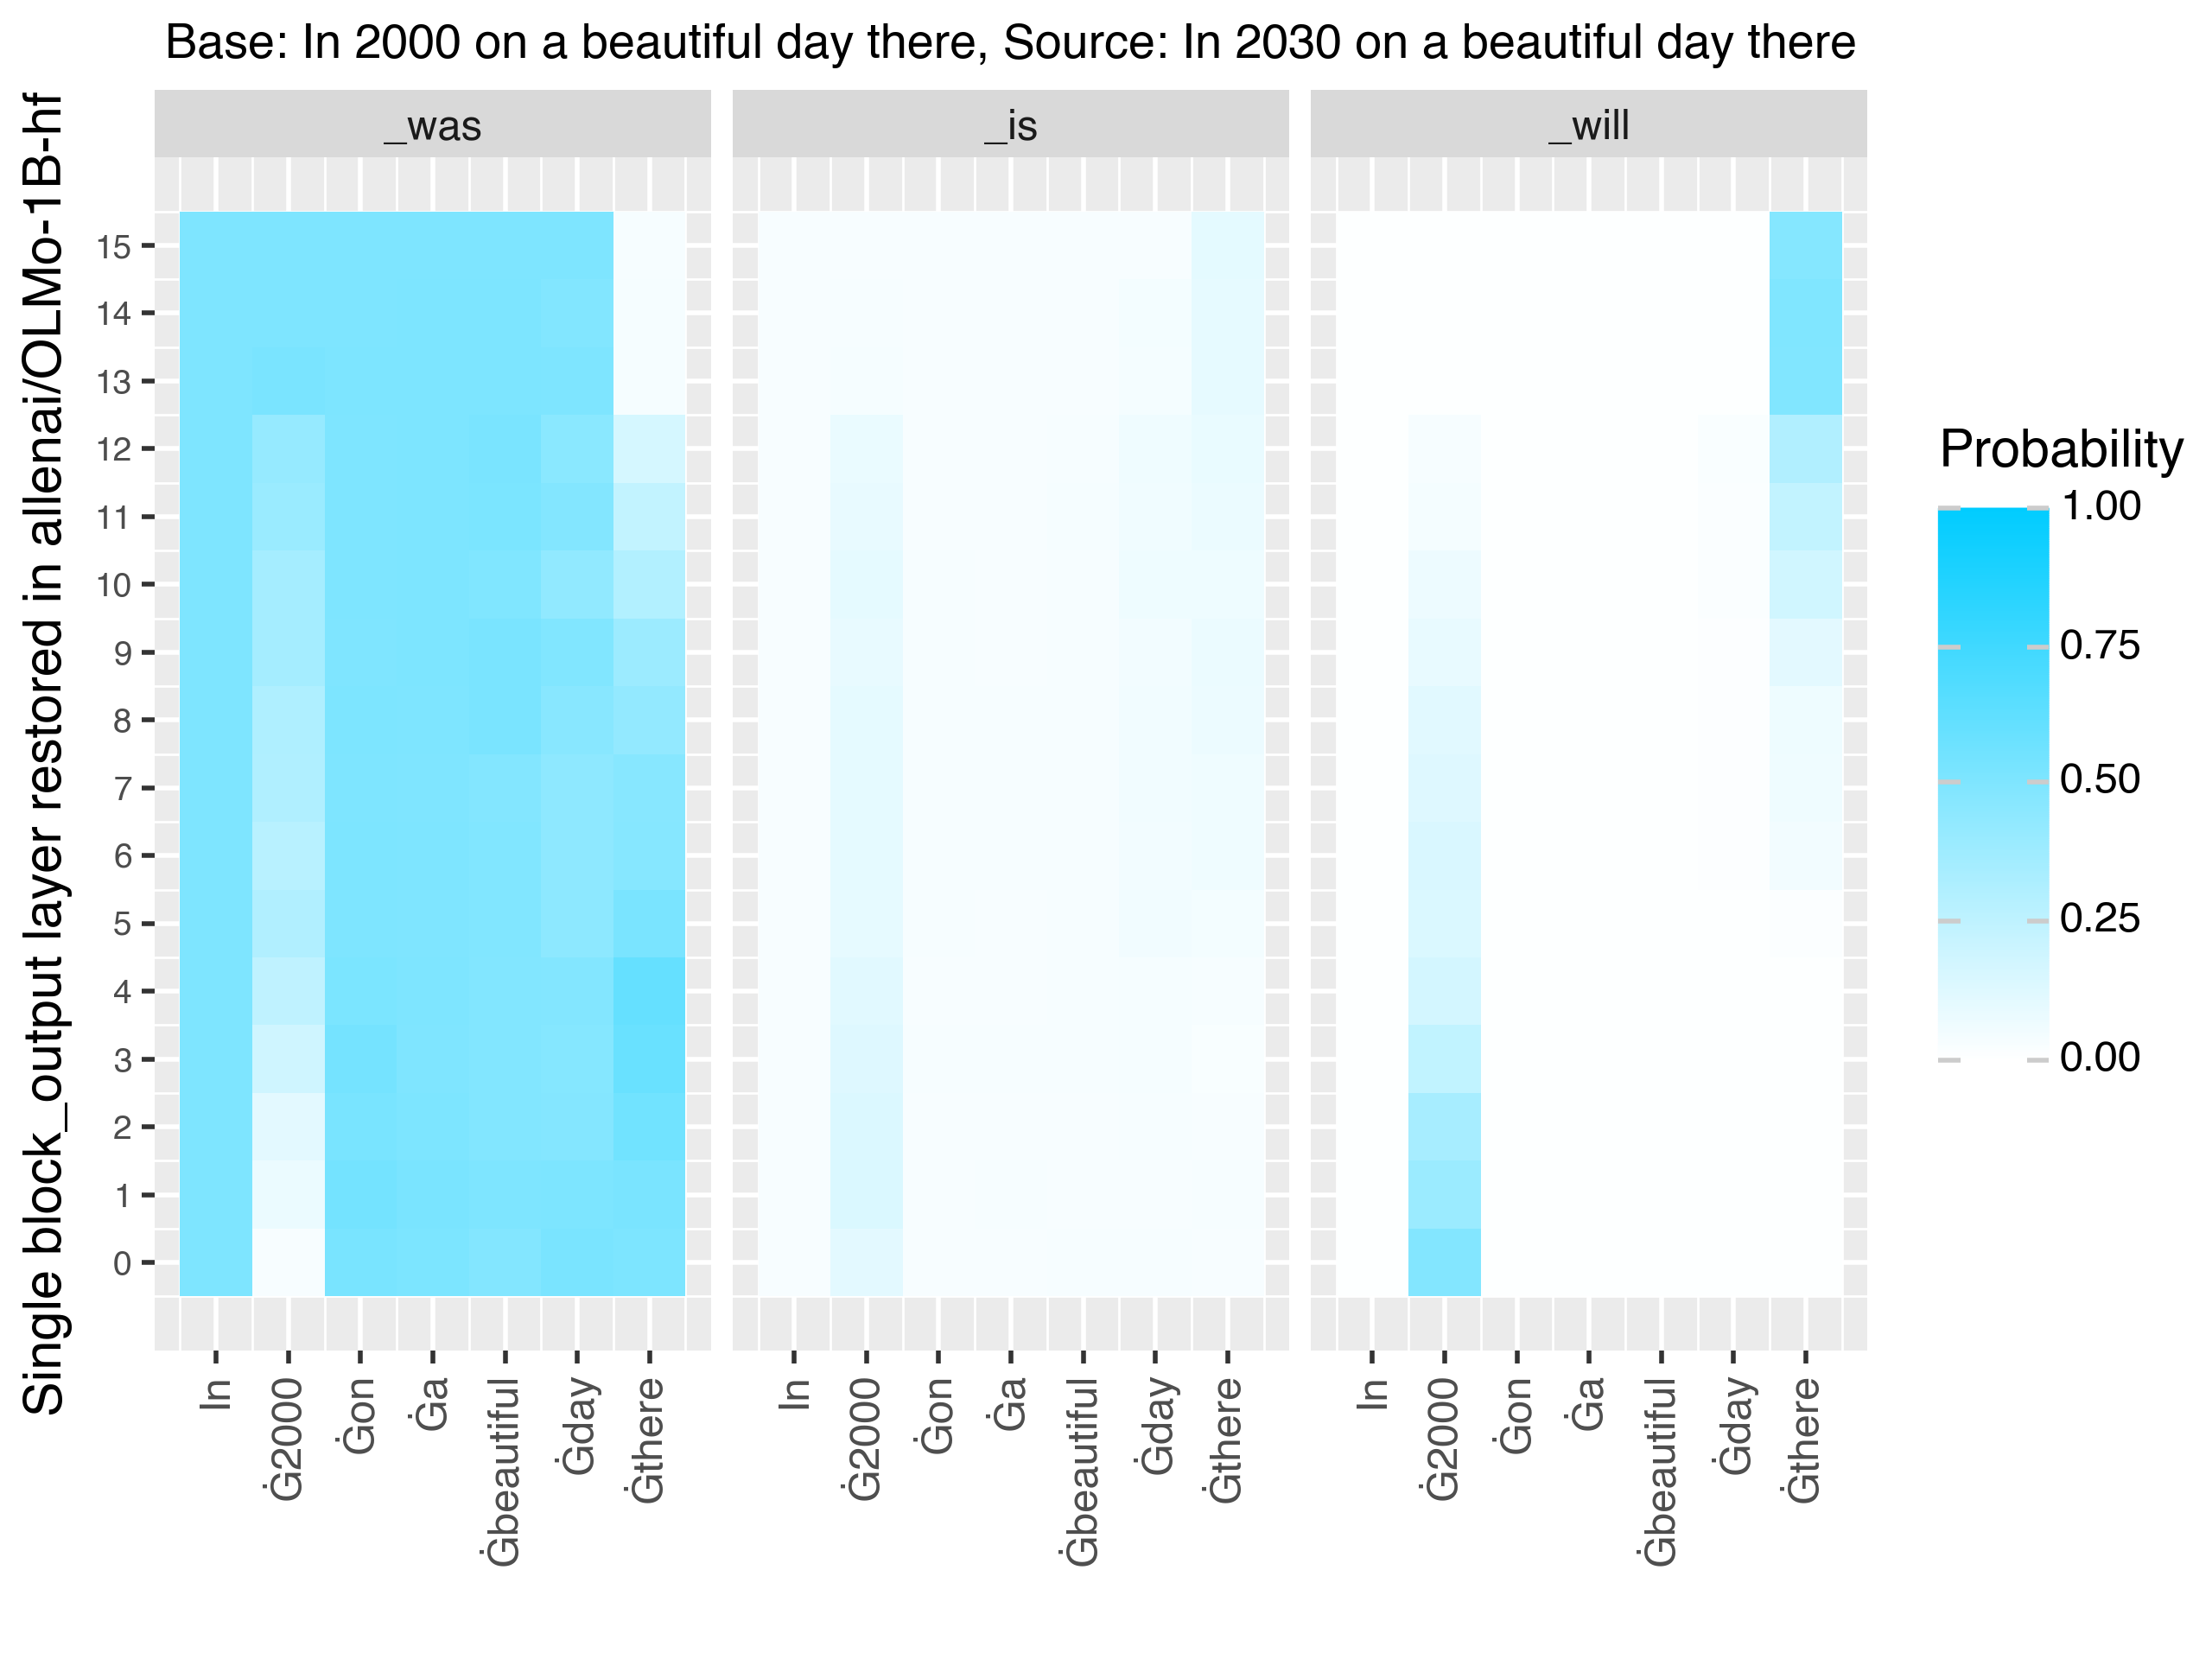 Base: In 2000 on a beautiful day there, Source: In 2030 on a beautiful day there
Single block_output layer restored in allenai/OLMo-1B-hf
_was
_is
_will
15
14
13
12
11
10
9
8
7
6
5
4
3
2
1
0
In
Ġ2000
Ġon
Ġa
Ġbeautiful
Ġday
Ġthere
In
Ġ2000
Ġon
Ġa
Ġbeautiful
Ġday
Ġthere
In
Ġ2000
Ġon
Ġa
Ġbeautiful
Ġday
Ġthere
Probability
1.00
0.75
0.50
0.25
0.00